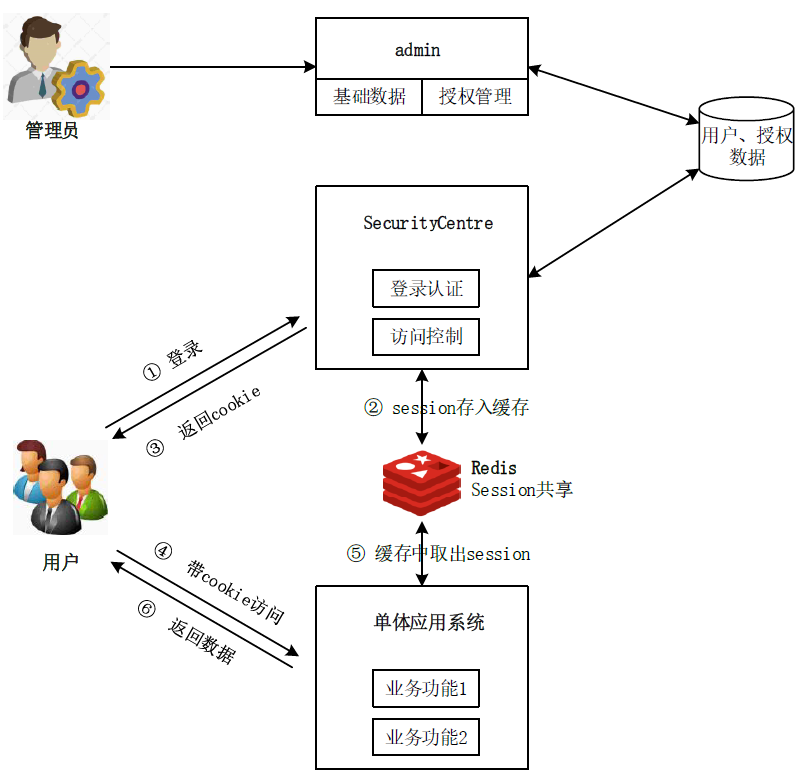 admin
基础数据
授权管理
管理员
用户、授权
数据
SecurityCentre
登录认证
访问控制
① 登录
③ 返回cookie
② session存入缓存
Redis
Session共享
用户
⑤ 缓存中取出session
④ 带cookie访问
⑥ 返回数据
单体应用系统
业务功能1
业务功能2